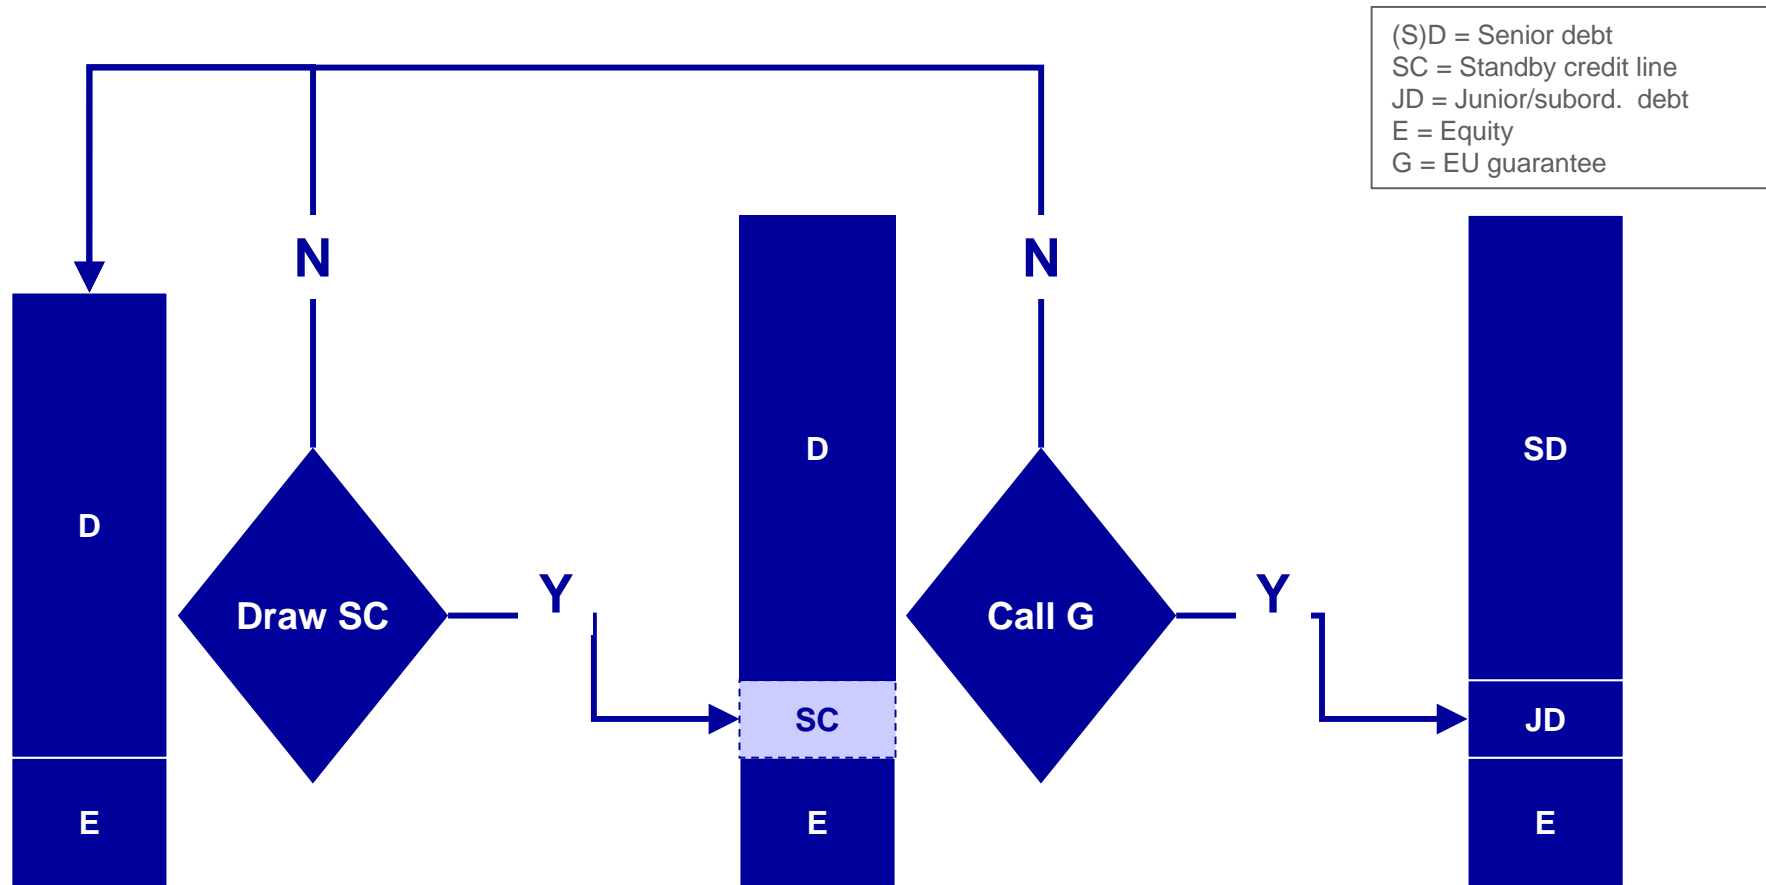 (S)D = Senior debt
SC = Standby credit line
JD = Junior/subord. debt
E = Equity
G = EU guarantee
N
N
D
D
SD
Draw SC
Y
Call G
Y
SC
JD
E
E
E